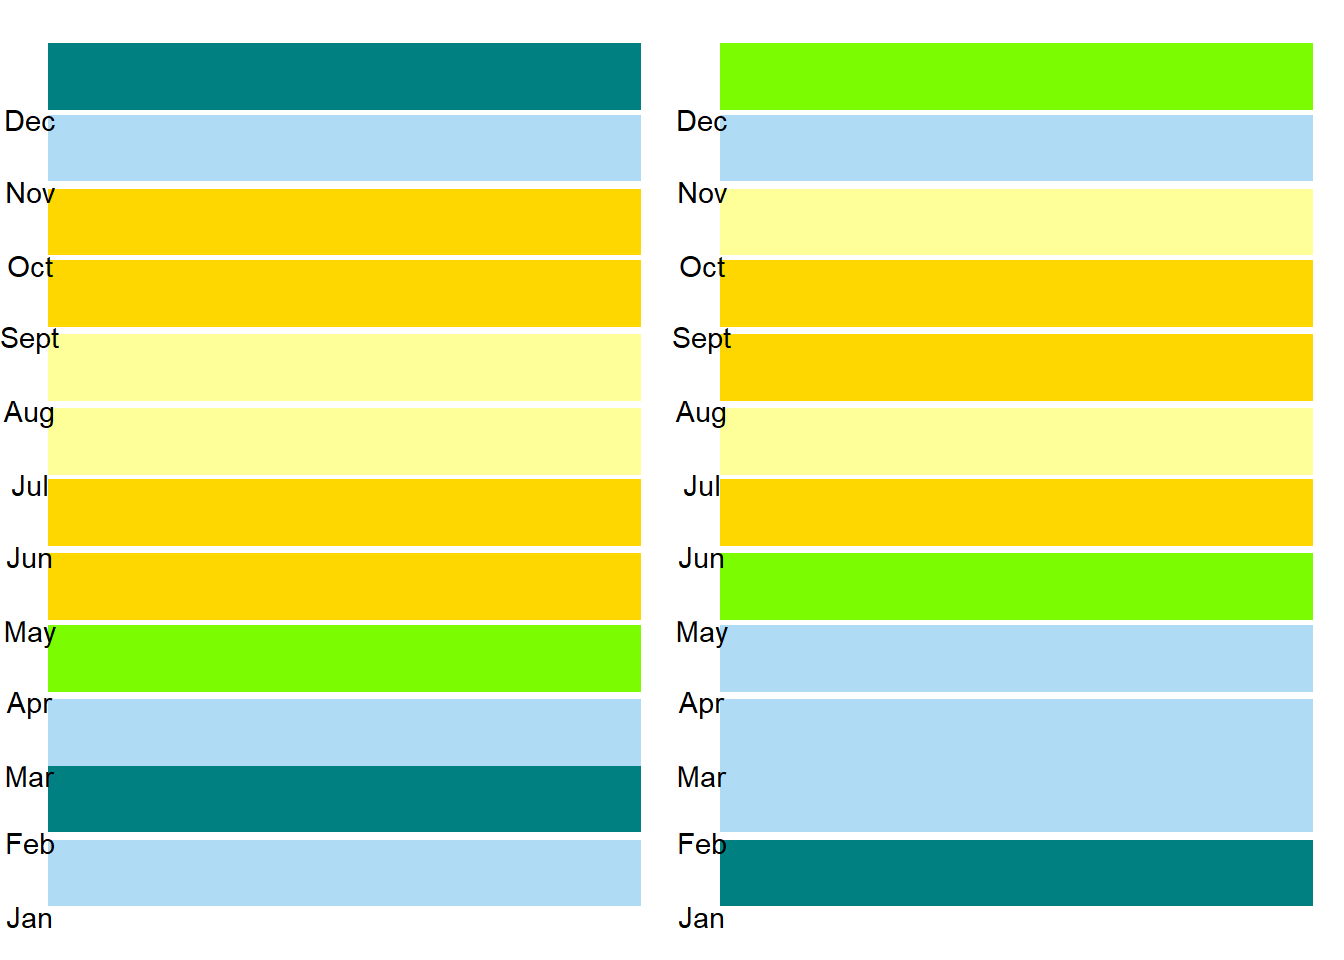 Dec
Nov
Oct
Sept
Aug
Jul
Jun
May
Apr
Mar
Feb
Jan
Dec
Nov
Oct
Sept
Aug
Jul
Jun
May
Apr
Mar
Feb
Jan